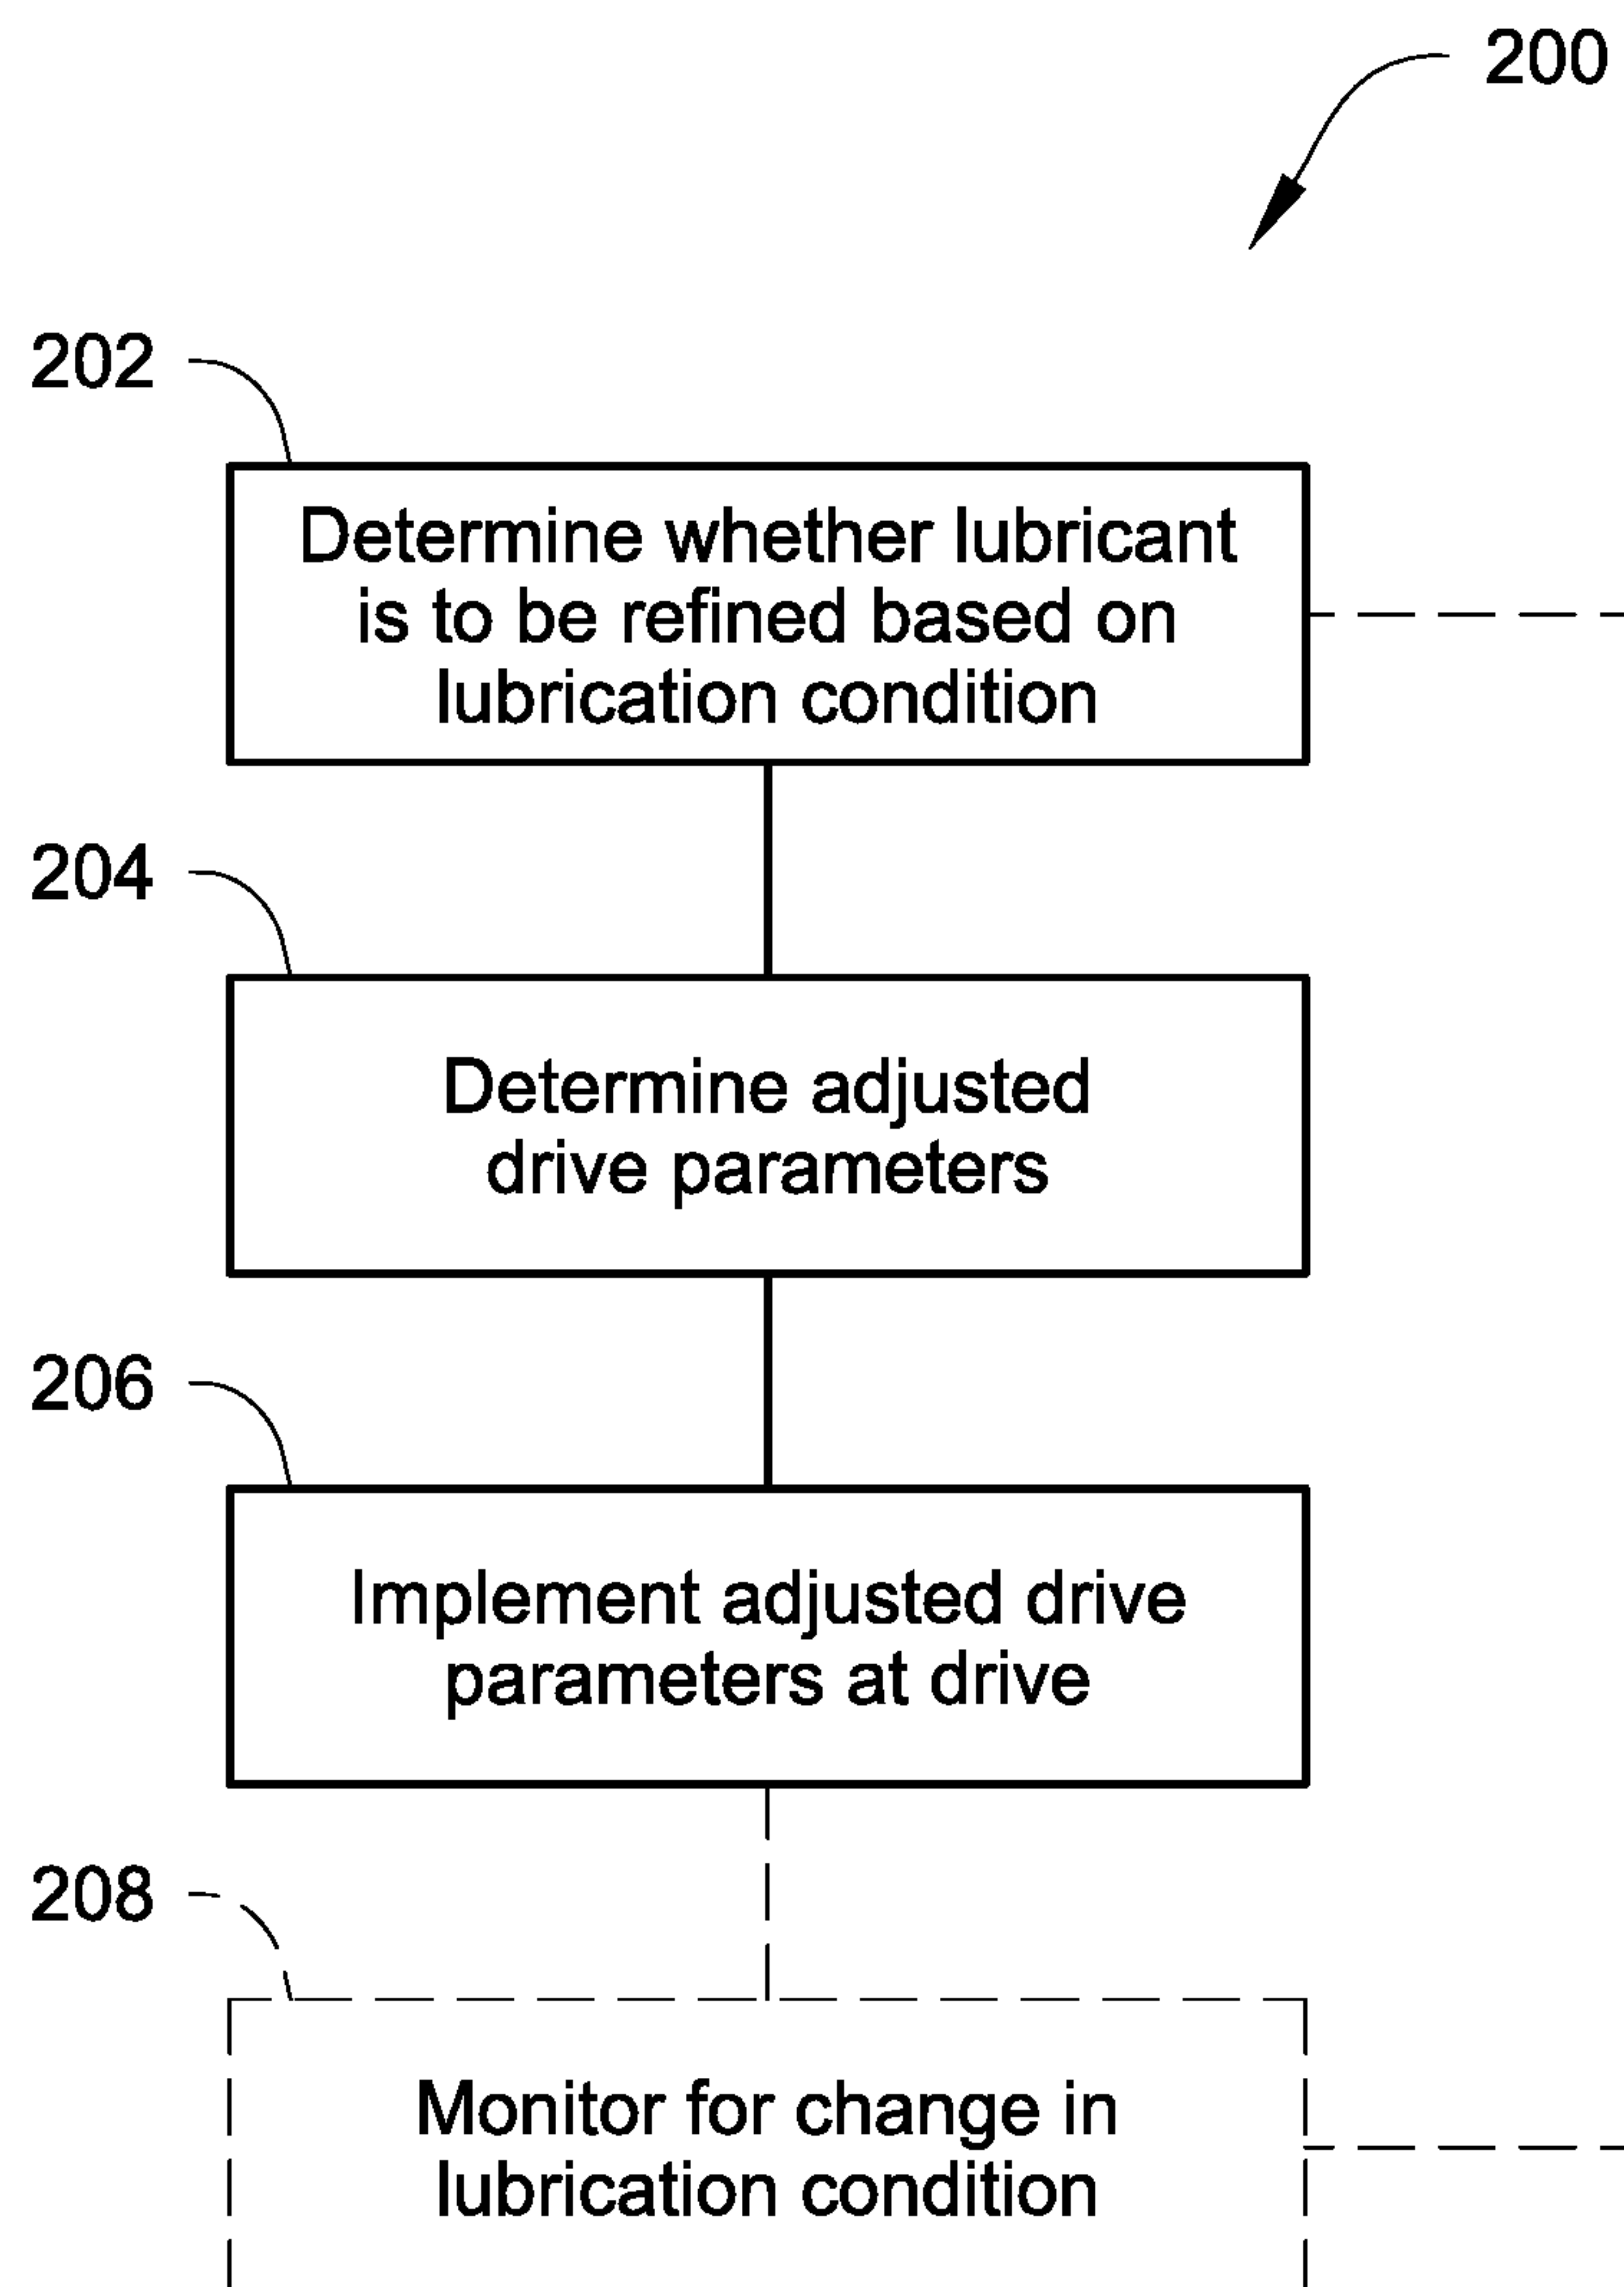 200
202
Determine whether lubricant
is to be refined based on
lubrication condition
204
Determine adjusted
drive parameters
206
Implement adjusted drive
parameters at drive
208
Monitor for change in
lubrication condition